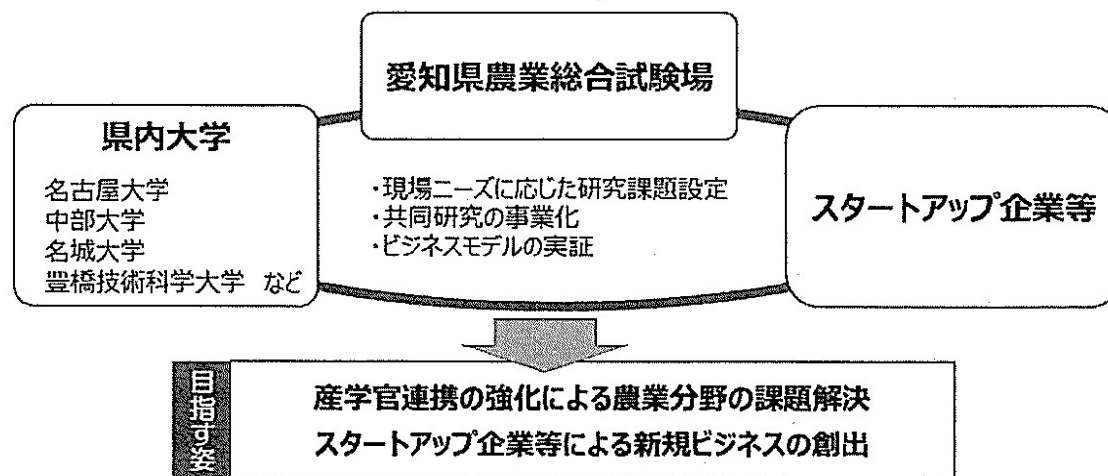 愛知県農業総合試験場
県内大学
名古屋大学
中部大学
名城大学
豊橋技術科学大学 など
・現場ニーズに応じた研究課題設定
・共同研究の事業化
・ビジネスモデルの実証
スタートアップ企業等
目指す姿
産学官連携の強化による農業分野の課題解決
スタートアップ企業等による新規ビジネスの創出